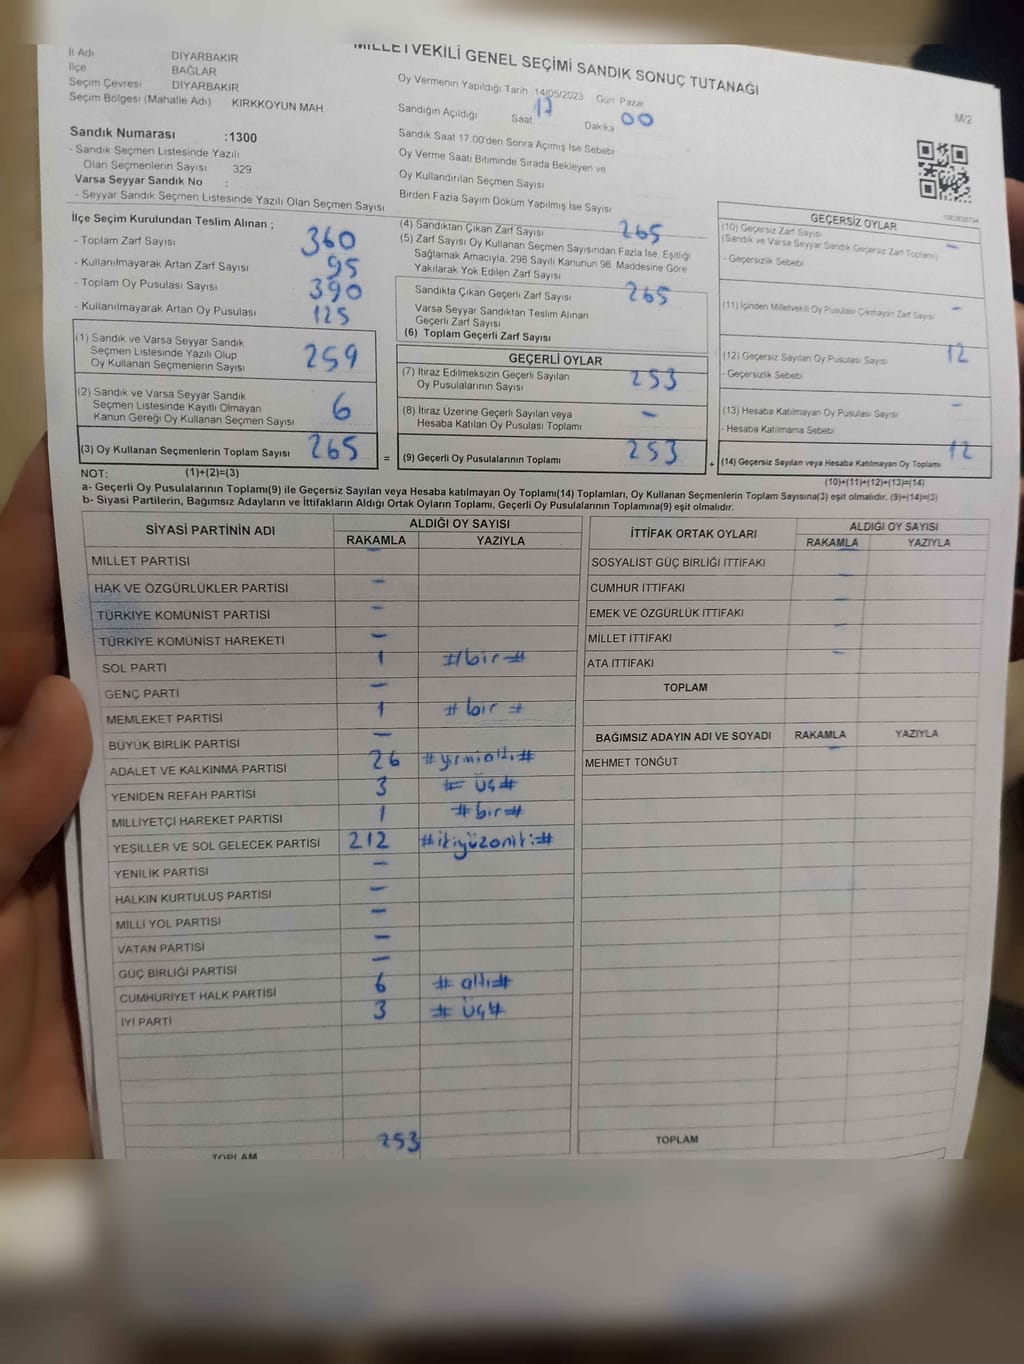 MİLLETVEKİLİ GENEL SEÇİMİ SANDIK SONUÇ TUTANAĞI
İl Adı DİYARBAKIR
İlçe BAĞLAR
Seçim Çevresi DİYARBAKIR
Seçim Bölgesi (Mahalle Adı) KIRKKOYUN MAH
Sandık Numarası :1300
- Sandık Seçmen Listesinde Yazılı
Olan Seçmenlerin Sayısı 329
Varsa Seyyar Sandık No :
- Seyyar Sandık Seçmen Listesinde Yazılı Olan Seçmen Sayısı
Oy Vermenin Yapıldığı Tarih 14/05/2023 Gün Pazar
Sandığın Açıldığı Saat 17 Dakika 00
Sandık Saat 17:00'den Sonra Açımış İse Sebebi
Oy Verme Saati Bitiminde Sırada Bekleyen ve
Oy Kullandırılan Seçmen Sayısı
Birden Fazla Sayım Döküm Yapılmış İse Sayısı
M/2
İlçe Seçim Kurulundan Teslim Alınan ;
- Toplam Zarf Sayısı 360
- Kullanılmayarak Artan Zarf Sayısı 95
- Toplam Oy Pusulası Sayısı 390
- Kullanılmayarak Artan Oy Pusulası 125
(1) Sandık ve Varsa Seyyar Sandık
Seçmen Listesinde Yazılı Olup
Oy Kullanan Seçmenlerin Sayısı 259
(2) Sandık ve Varsa Seyyar Sandık
Seçmen Listesinde Kayıtlı Olmayan
Kanun Gereği Oy Kullanan Seçmen Sayısı 6
(3) Oy Kullanan Seçmenlerin Toplam Sayısı 265 =
(4) Sandıktan Çıkan Zarf Sayısı 265
(5) Zarf Sayısı Oy Kullanan Seçmen Sayısından Fazla İse, Eşitliği
Sağlamak Amacıyla, 298 Sayılı Kanunun 98. Maddesine Göre
Yakılarak Yok Edilen Zarf Sayısı
Sandıkta Çıkan Geçerli Zarf Sayısı 265
Varsa Seyyar Sandıktan Teslim Alınan
Geçerli Zarf Sayısı
(6) Toplam Geçerli Zarf Sayısı
GEÇERLİ OYLAR
(7) İtiraz Edilmeksizin Geçerli Sayılan
Oy Pusulalarının Sayısı 253
(8) İtiraz Üzerine Geçerli Sayılan veya
Hesaba Katılan Oy Pusulası Toplamı -
(9) Geçerli Oy Pusulalarının Toplamı 253 +
GEÇERSİZ OYLAR
(10) Geçersiz Zarf Sayısı -
(Sandık ve Varsa Seyyar Sandık Geçersiz Zarf Toplamı)
- Geçersizlik Sebebi
(11) İçinden Milletvekili Oy Pusulası Çıkmayan Zarf Sayısı -
(12) Geçersiz Sayılan Oy Pusulası Sayısı 12
- Geçersizlik Sebebi
(13) Hesaba Katılmayan Oy Pusulası Sayısı -
- Hesaba Katılmama Sebebi
(14) Geçersiz Sayılan veya Hesaba Katılmayan Oy Toplamı 12
NOT: (1)+(2)=(3) (10)+(11)+(12)+(13)=(14)
a- Geçerli Oy Pusulalarının Toplamı(9) ile Geçersiz Sayılan veya Hesaba katılmayan Oy Toplamı(14) Toplamları, Oy Kullanan Seçmenlerin Toplam Sayısına(3) eşit olmalıdır. (9)+(14)=(3)
b- Siyasi Partilerin, Bağımsız Adayların ve İttifakların Aldığı Ortak Oyların Toplamı, Geçerli Oy Pusulalarının Toplamına(9) eşit olmalıdır.
SİYASİ PARTİNİN ADI ALDIĞI OY SAYISI
RAKAMLA YAZIYLA
MİLLET PARTİSİ -
HAK VE ÖZGÜRLÜKLER PARTİSİ -
TÜRKİYE KOMÜNİST PARTİSİ -
TÜRKİYE KOMÜNİST HAREKETİ -
SOL PARTİ 1 #bir#
GENÇ PARTİ -
MEMLEKET PARTİSİ 1 #bir #
BÜYÜK BİRLİK PARTİSİ -
ADALET VE KALKINMA PARTİSİ 26 #yirmialtı#
YENİDEN REFAH PARTİSİ 3 # üç#
MİLLİYETÇİ HAREKET PARTİSİ 1 #bir#
YEŞİLLER VE SOL GELECEK PARTİSİ 212 #ikiyüzoniki#
YENİLİK PARTİSİ -
HALKIN KURTULUŞ PARTİSİ -
MİLLİ YOL PARTİSİ -
VATAN PARTİSİ -
GÜÇ BİRLİĞİ PARTİSİ -
CUMHURİYET HALK PARTİSİ 6 # altı#
İYİ PARTİ 3 # üç#
TOPLAM 253
İTTİFAK ORTAK OYLARI ALDIĞI OY SAYISI
RAKAMLA YAZIYLA
SOSYALİST GÜÇ BİRLİĞİ İTTİFAKI -
CUMHUR İTTİFAKI -
EMEK VE ÖZGÜRLÜK İTTİFAKI -
MİLLET İTTİFAKI -
ATA İTTİFAKI -
TOPLAM
BAĞIMSIZ ADAYIN ADI VE SOYADI RAKAMLA YAZIYLA
MEHMET TONĞUT -
TOPLAM